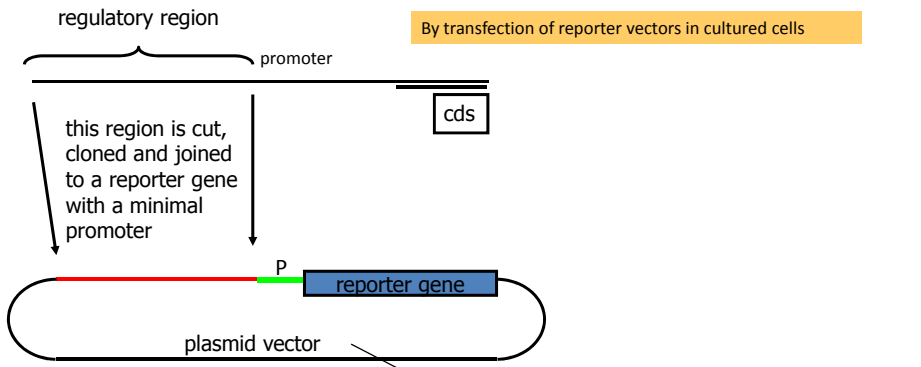 regulatory region
By transfection of reporter vectors in cultured cells
promoter
cds
this region is cut,
cloned and joined
to a reporter gene
with a minimal
promoter
P
reporter gene
plasmid vector